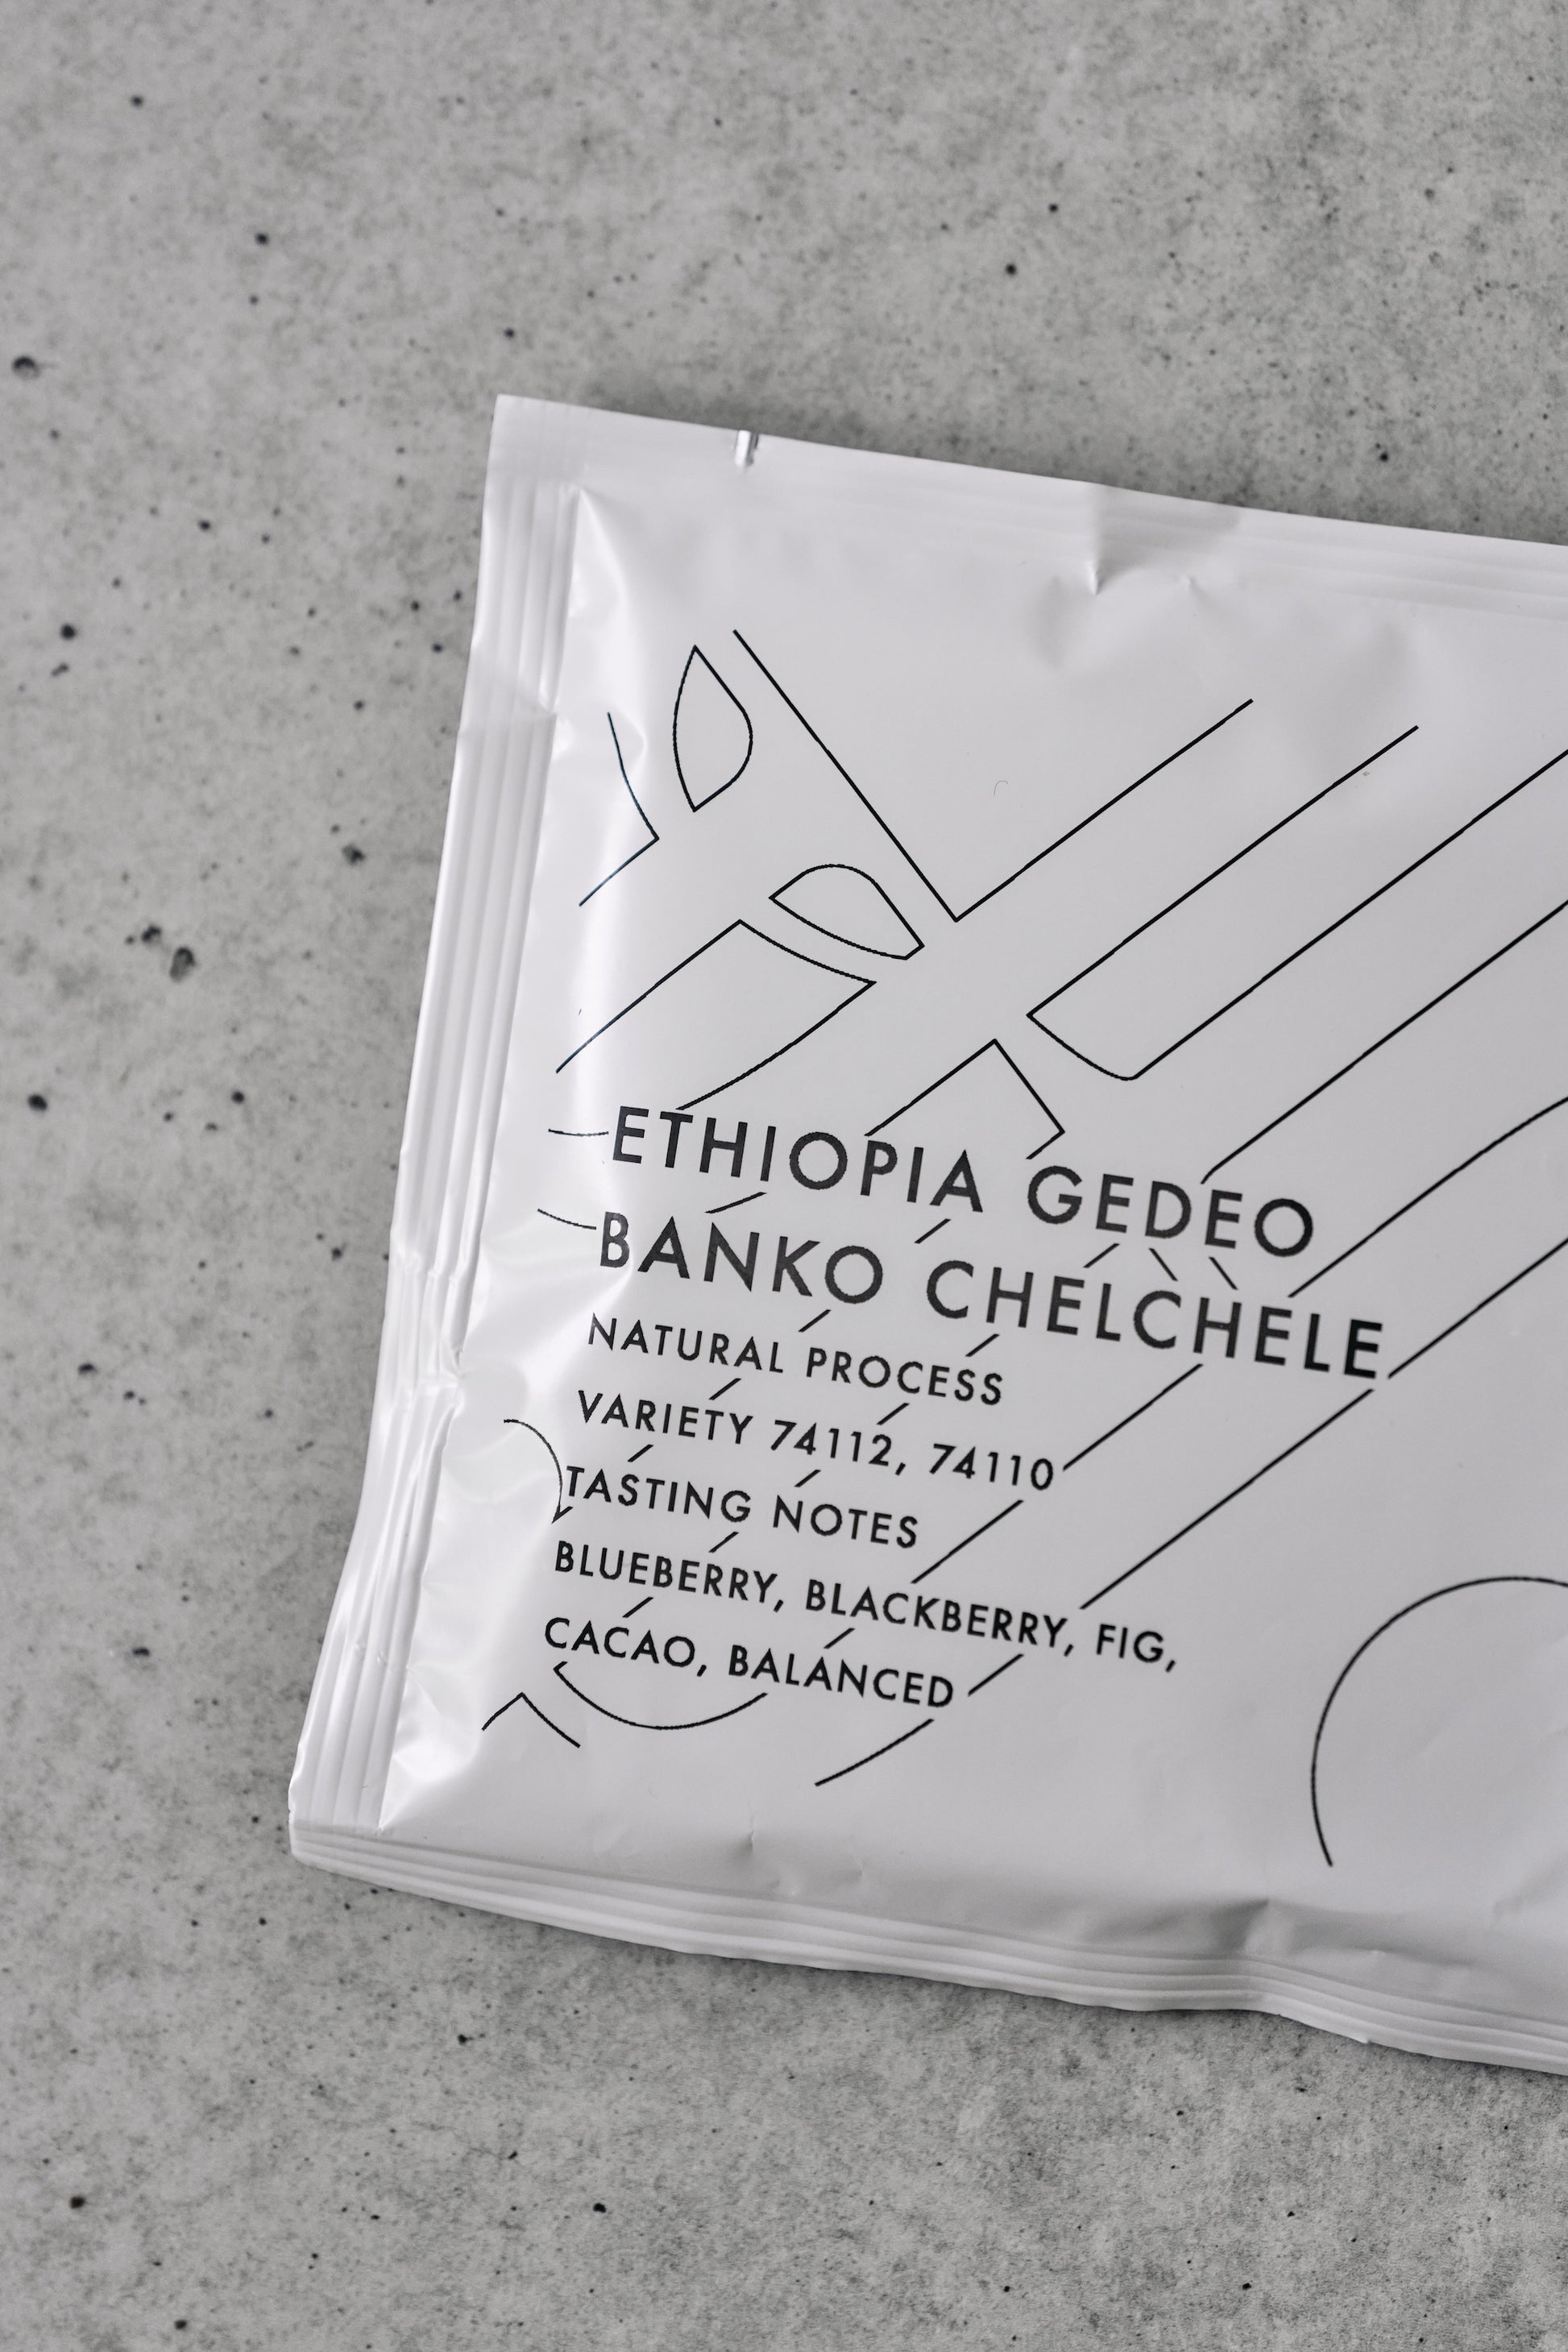 ETHIOPIA GEDEO
BANKO CHELCHELE
NATURAL PROCESS
VARIETY 74112, 74110
TASTING NOTES
BLUEBERRY, BLACKBERRY, FIG,
CACAO, BALANCED